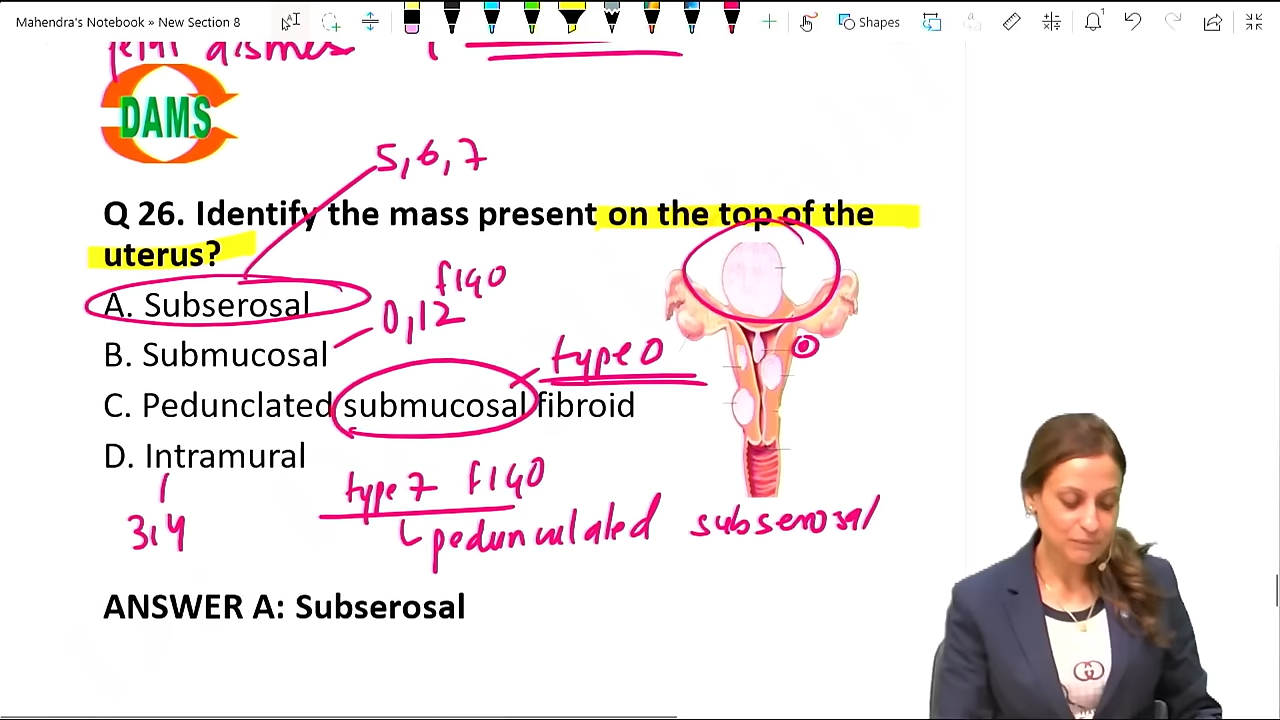 Mahendra's Notebook » New Section 8
Shapes
DAMS
5,6,7
Q 26. Identify the mass present on the top of the
uterus?
FIGO
A. Subserosal
0,12
B. Submucosal
type 0
C. Pedunclated submucosal fibroid
D. Intramural
type 7 FIGO
3,4
pedunculated subserosal
ANSWER A: Subserosal